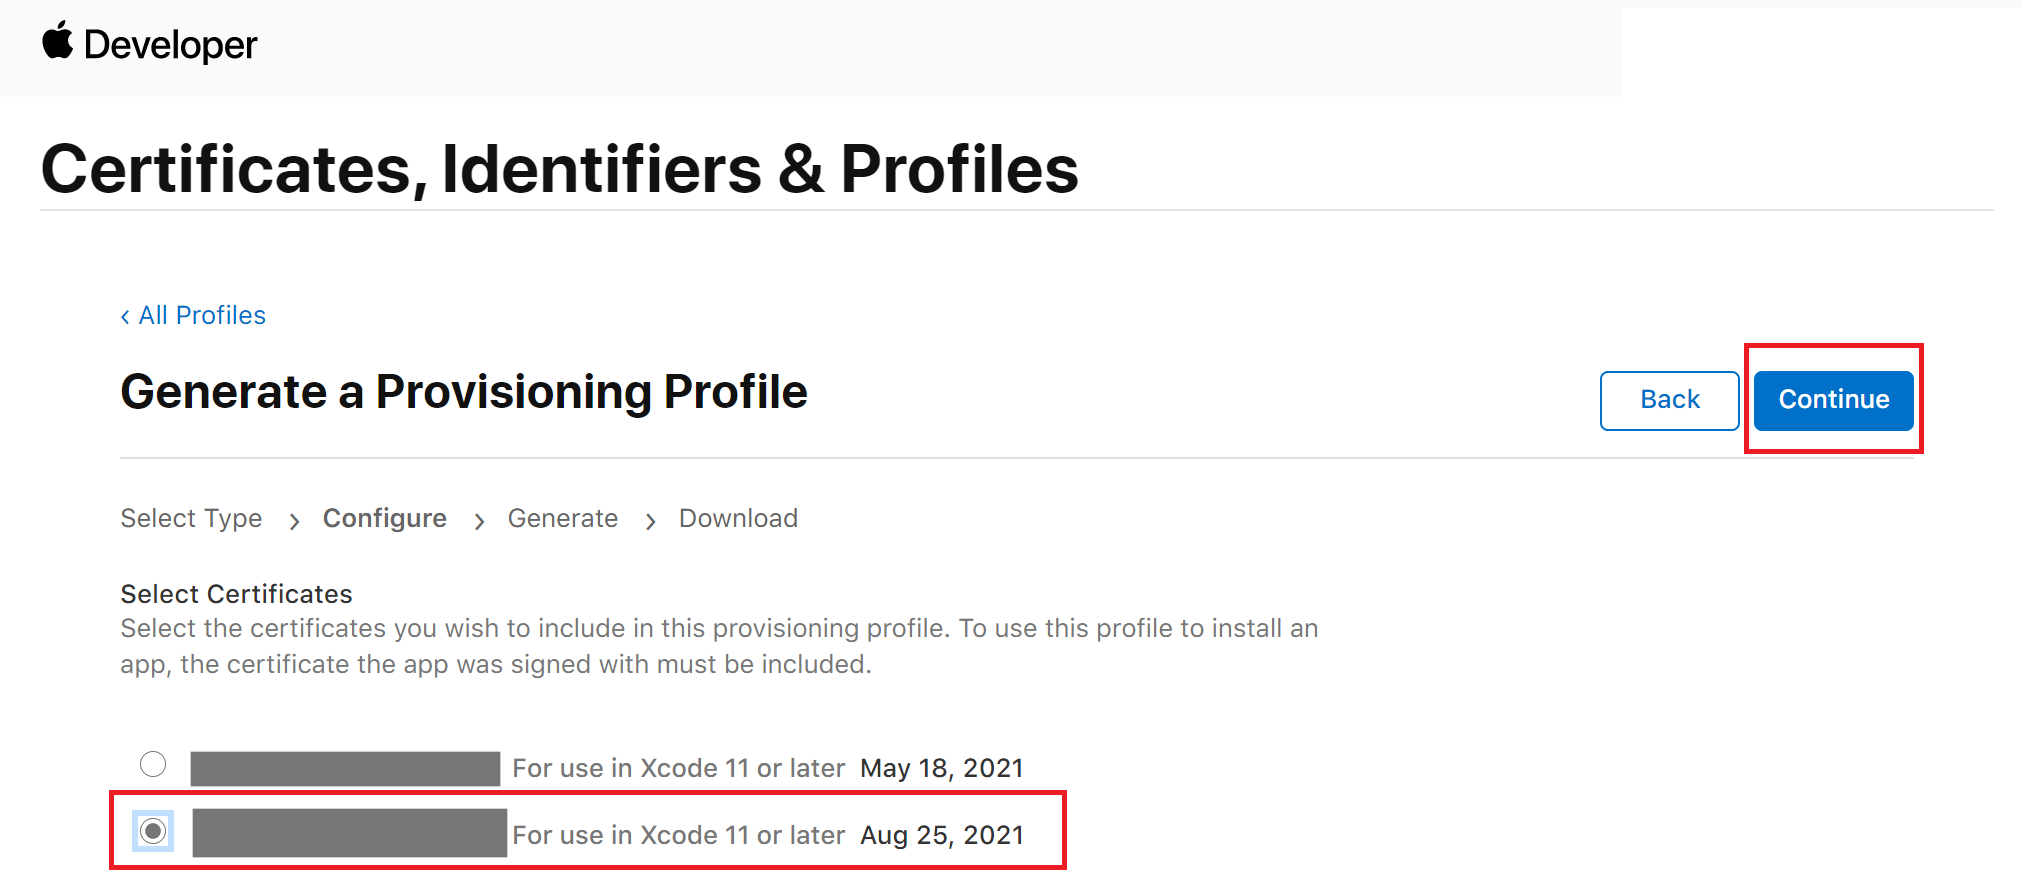 Developer
Certificates, Identifiers & Profiles
‹ All Profiles
Generate a Provisioning Profile
Back
Continue
Select Type › Configure › Generate › Download
Select Certificates
Select the certificates you wish to include in this provisioning profile. To use this profile to install an
app, the certificate the app was signed with must be included.
For use in Xcode 11 or later May 18, 2021
For use in Xcode 11 or later Aug 25, 2021